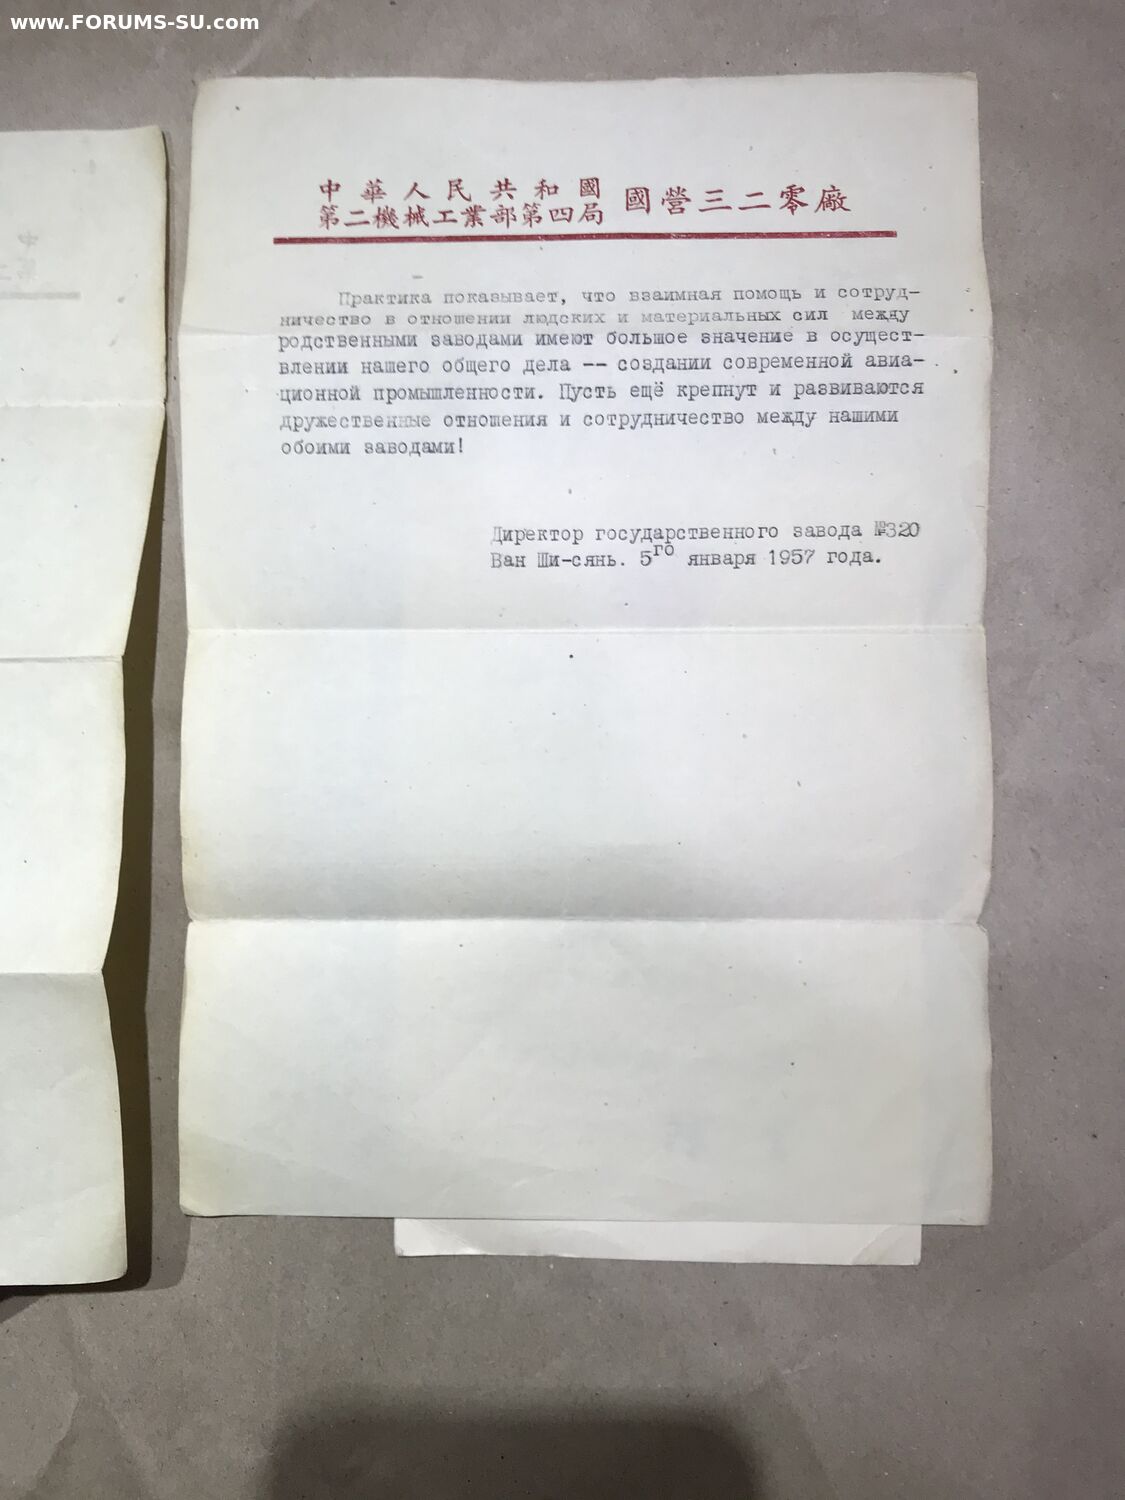 www.FORUMS-SU.com
中華人民共和國
第二機械工業部第四局
國營三二零廠
Практика показывает, что взаимная помощь и сотруд-
ничество в отношении людских и материальных сил между
родственными заводами имеют большое значение в осущест-
влении нашего общего дела -- создании современной авиа-
ционной промышленности. Пусть ещё крепнут и развиваются
дружественные отношения и сотрудничество между нашими
обоими заводами!
Директор государственного завода №320
Ван Ши-сянь. 5го января 1957 года.